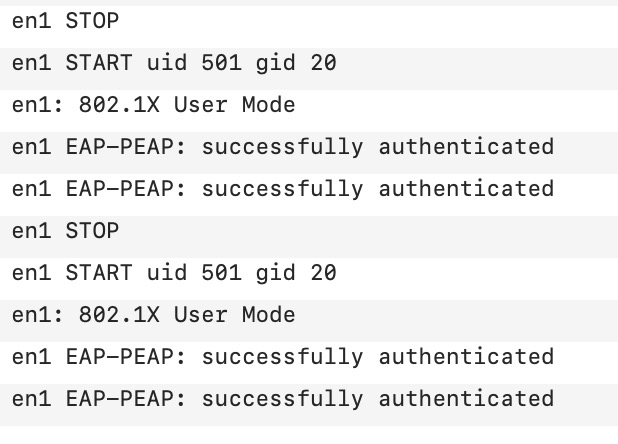 en1 STOP
en1 START uid 501 gid 20
en1: 802.1X User Mode
en1 EAP-PEAP: successfully authenticated
en1 EAP-PEAP: successfully authenticated
en1 STOP
en1 START uid 501 gid 20
en1: 802.1X User Mode
en1 EAP-PEAP: successfully authenticated
en1 EAP-PEAP: successfully authenticated